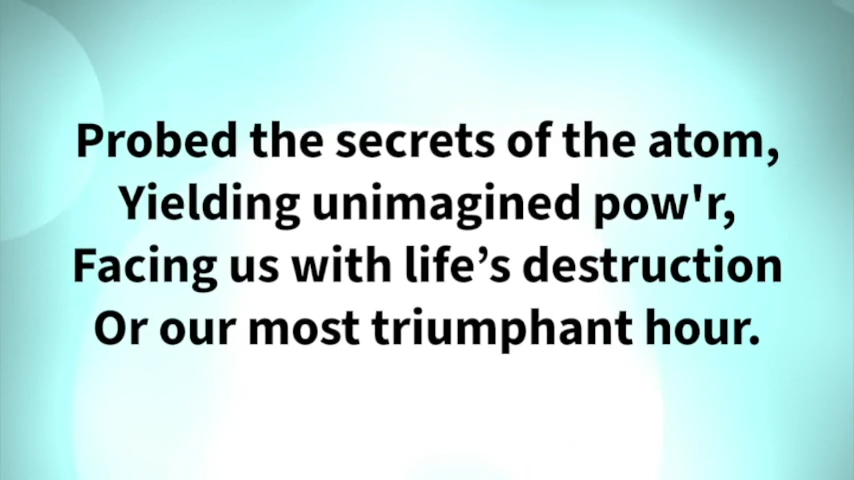 Probed the secrets of the atom,
Yielding unimagined pow'r,
Facing us with life’s destruction
Or our most triumphant hour.